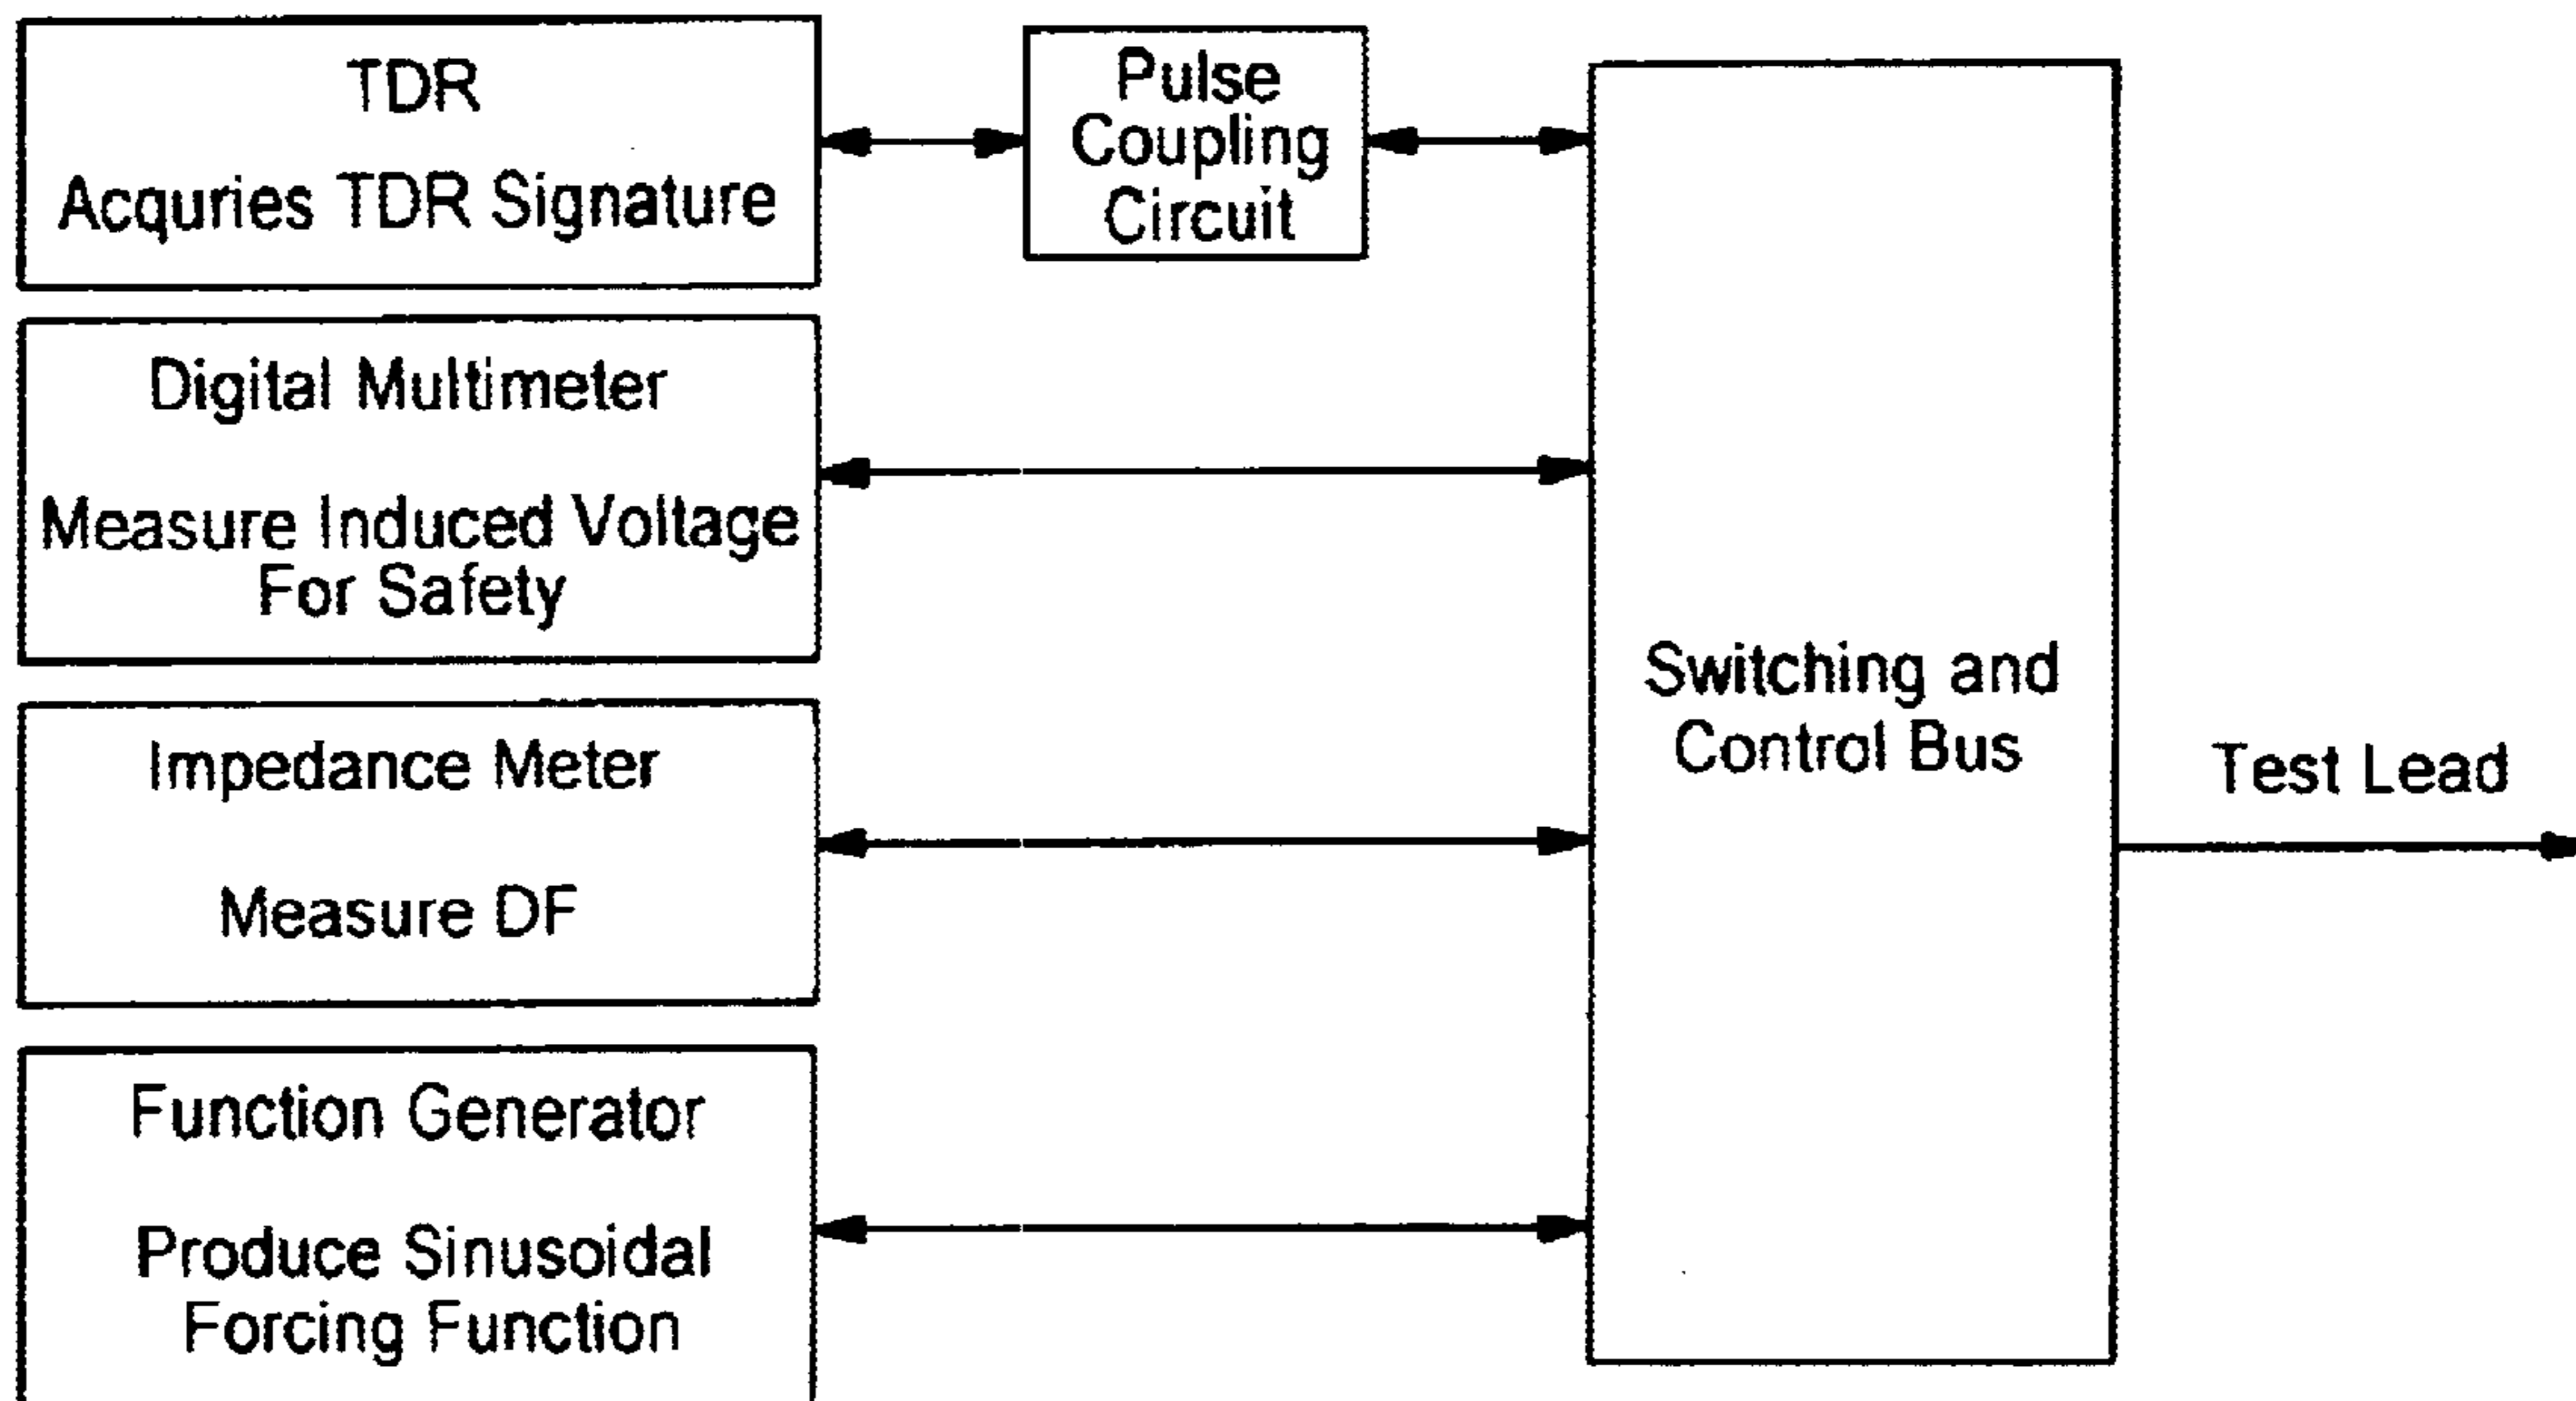 TDR
Acquries TDR Signature
Pulse
Coupling
Circuit
Digital Multimeter
Measure Induced Voltage
For Safety
Impedance Meter
Measure DF
Function Generator
Produce Sinusoidal
Forcing Function
Switching and
Control Bus
Test Lead